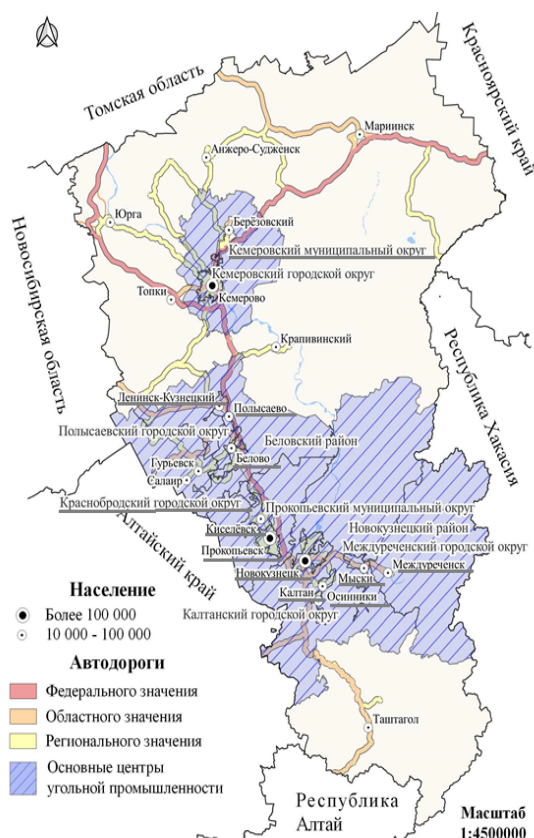 Томская область
Красноярский край
Мариинск
Анжеро-Судженск
Юрга
Берёзовский
Кемеровский муниципальный округ
Новосибирская область
Кемеровский городской округ
Топки
Кемерово
Крапивинский
Республика Хакасия
Ленинск-Кузнецкий
Полысаево
Полысаевский городской округ
Беловский район
Белово
Гурьевск
Салаир
Краснобродский городской округ
Прокопьевский муниципальный округ
Алтайский край
Киселёвск
Новокузнецкий район
Прокопьевск
Междуреченский городской округ
Новокузнецк
Мыски
Междуреченск
Калтан
Осинники
Калтанский городской округ
Население
Более 100 000
10 000 - 100 000
Автодороги
Федерального значения
Областного значения
Регионального значения
Основные центры
угольной промышленности
Таштагол
Республика
Алтай
Масштаб
1:4500000